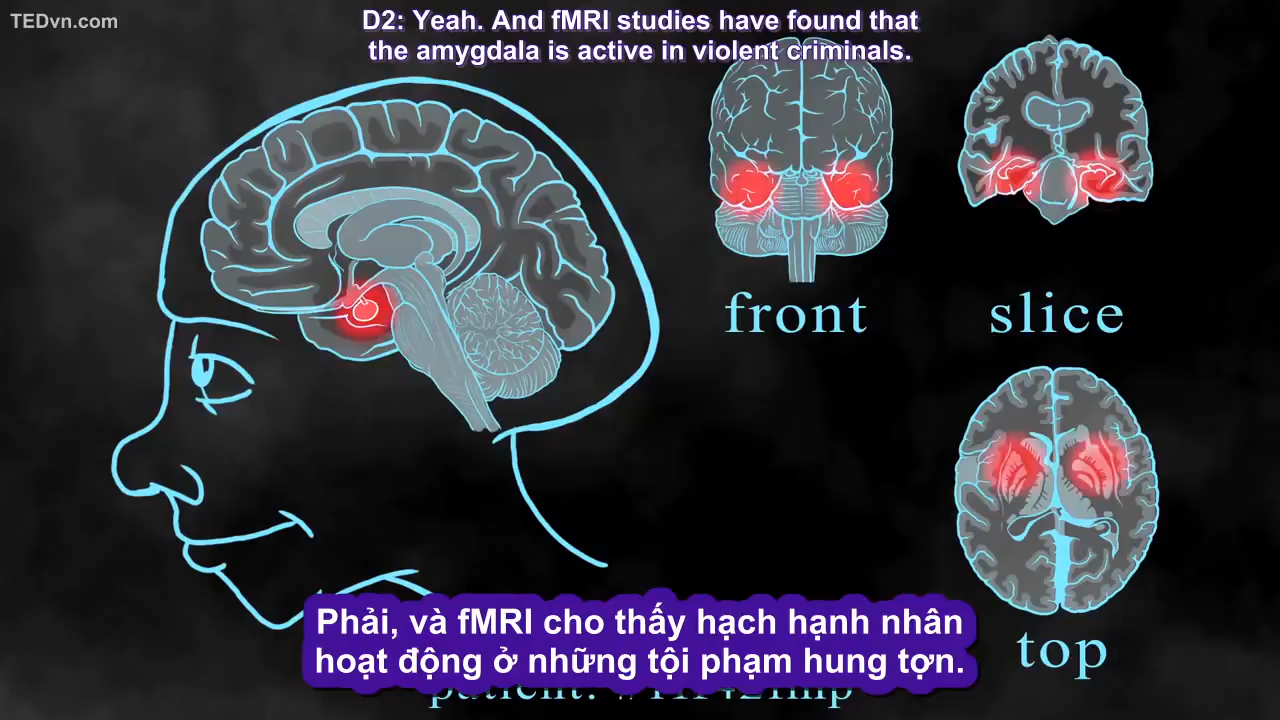 TEDvn.com
D2: Yeah. And fMRI studies have found that
the amygdala is active in violent criminals.
front
slice
top
Phải, và fMRI cho thấy hạch hạnh nhân
hoạt động ở những tội phạm hung tợn.
patient: